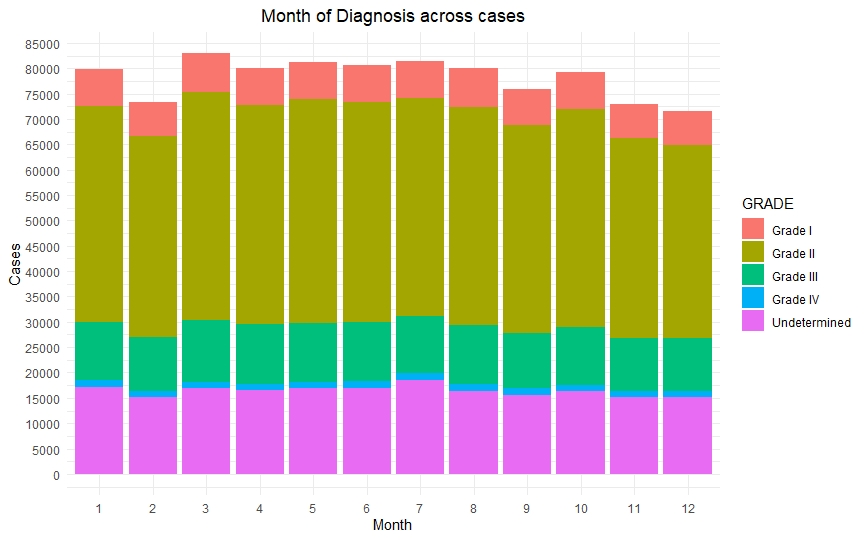 Month of Diagnosis across cases
85000
80000
75000
70000
65000
60000
55000
50000
45000
40000
35000
30000
25000
20000
15000
10000
5000
0
Cases
1 2 3 4 5 6 7 8 9 10 11 12
Month
GRADE
Grade I
Grade II
Grade III
Grade IV
Undetermined